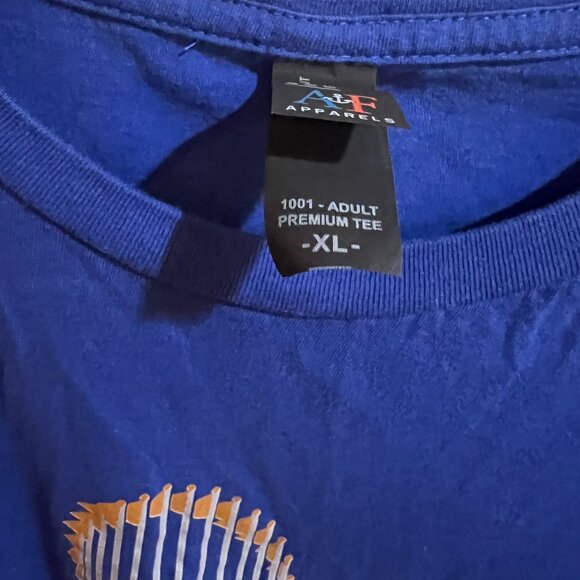 A&F
APPARELS
1001 - ADULT
PREMIUM TEE
-XL-